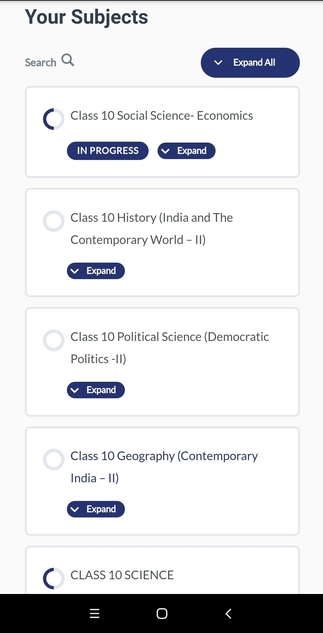 Your Subjects
Search
Expand All
Class 10 Social Science- Economics
IN PROGRESS
Expand
Class 10 History (India and The
Contemporary World – II)
Expand
Class 10 Political Science (Democratic
Politics -II)
Expand
Class 10 Geography (Contemporary
India – II)
Expand
CLASS 10 SCIENCE